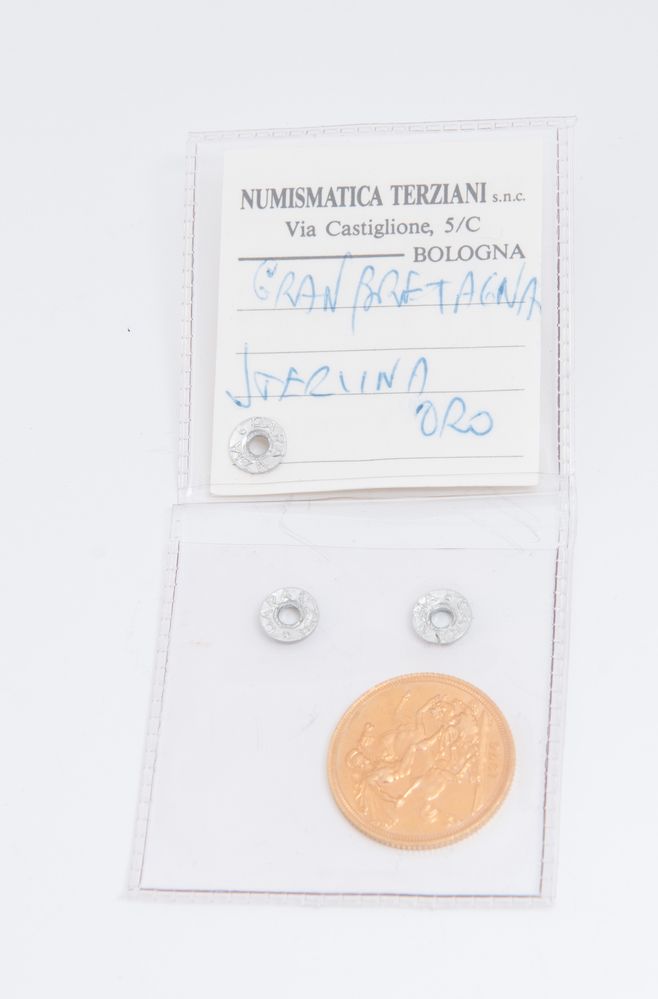 NUMISMATICA TERZIANI s.n.c.
Via Castiglione, 5/C
BOLOGNA
GRAN BRETAGNA
STERLINA
ORO